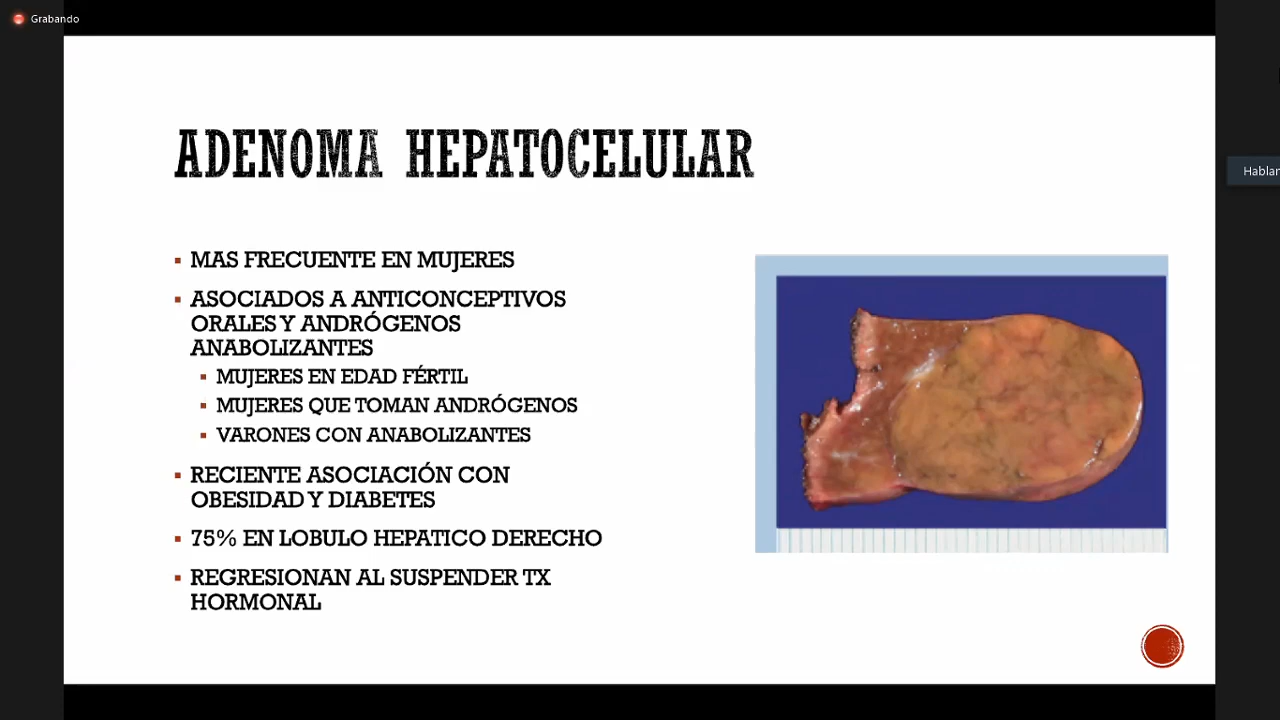 Grabando
ADENOMA HEPATOCELULAR
Hablan
MAS FRECUENTE EN MUJERES
ASOCIADOS A ANTICONCEPTIVOS
ORALES Y ANDRÓGENOS
ANABOLIZANTES
MUJERES EN EDAD FÉRTIL
MUJERES QUE TOMAN ANDRÓGENOS
VARONES CON ANABOLIZANTES
RECIENTE ASOCIACIÓN CON
OBESIDAD Y DIABETES
75% EN LOBULO HEPATICO DERECHO
REGRESIONAN AL SUSPENDER TX
HORMONAL